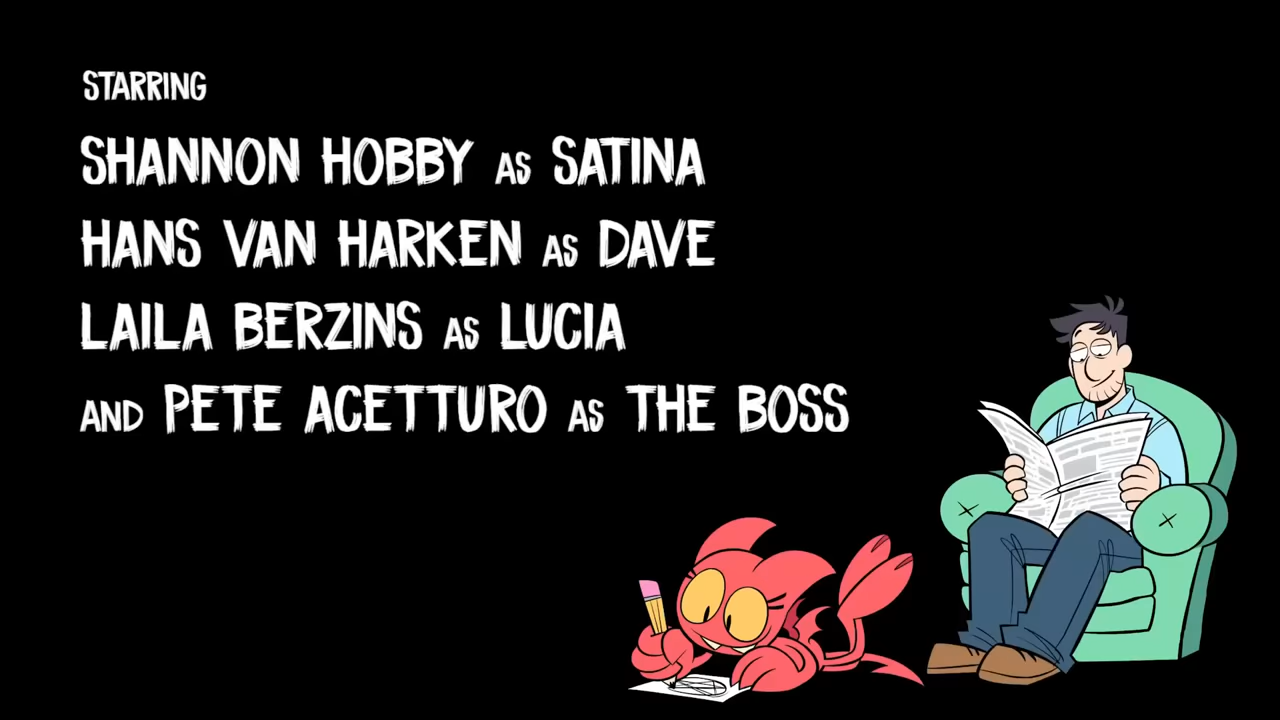 STARRING
SHANNON HOBBY AS SATINA
HANS VAN HARKEN AS DAVE
LAILA BERZINS AS LUCIA
AND PETE ACETTURO AS THE BOSS